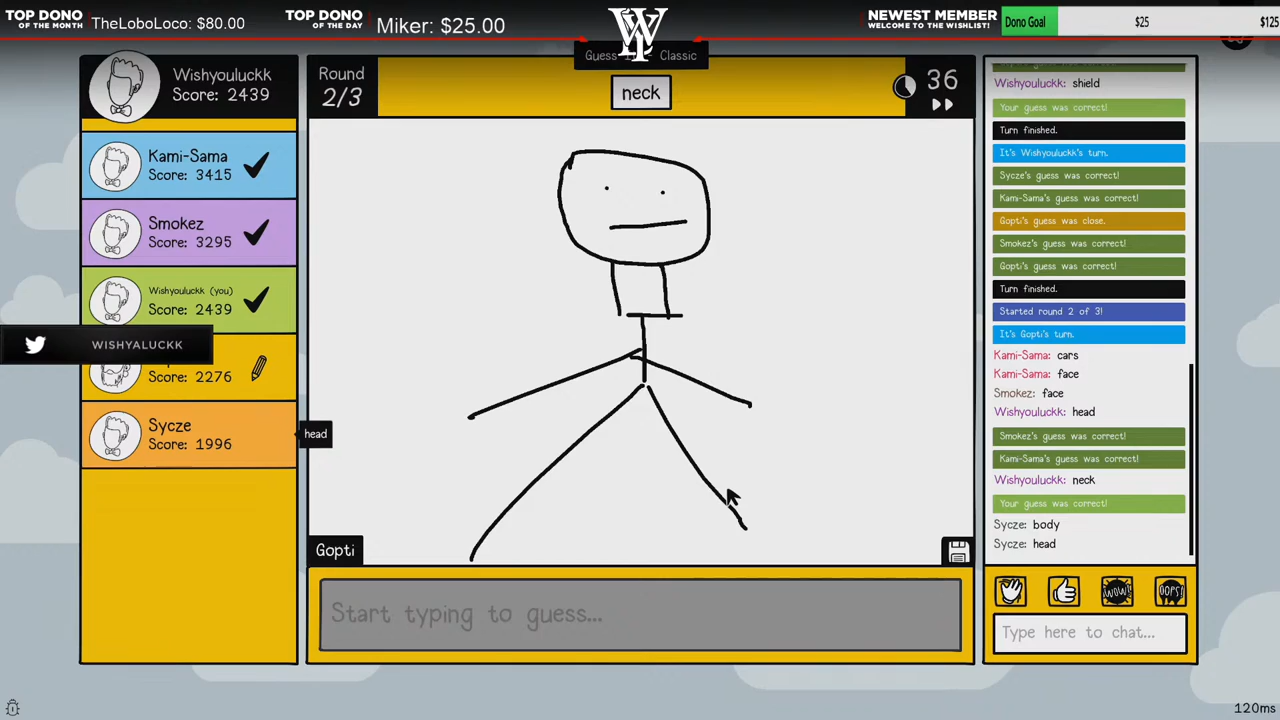 TOP DONO
OF THE MONTH
TheLoboLoco: $80.00
TOP DONO
OF THE DAY
Miker: $25.00
NEWEST MEMBER
WELCOME TO THE WISHLIST!
Dono Goal
$25
$125
Guess
Classic
Wishyouluckk
Score: 2439
Round
2/3
neck
36
Kami-Sama
Score: 3415
Smokez
Score: 3295
Wishyouluckk (you)
Score: 2439
WISHYALUCKK
Score: 2276
Sycze
Score: 1996
head
Gopti
Start typing to guess...
Wishyouluckk: shield
Your guess was correct!
Turn finished.
It's Wishyouluckk's turn.
Sycze's guess was correct!
Kami-Sama's guess was correct!
Gopti's guess was close.
Smokez's guess was correct!
Gopti's guess was correct!
Turn finished.
Started round 2 of 3!
It's Gopti's turn.
Kami-Sama: cars
Kami-Sama: face
Smokez: face
Wishyouluckk: head
Smokez's guess was correct!
Kami-Sama's guess was correct!
Wishyouluckk: neck
Your guess was correct!
Sycze: body
Sycze: head
WOW!
OOPS!
Type here to chat...
120ms